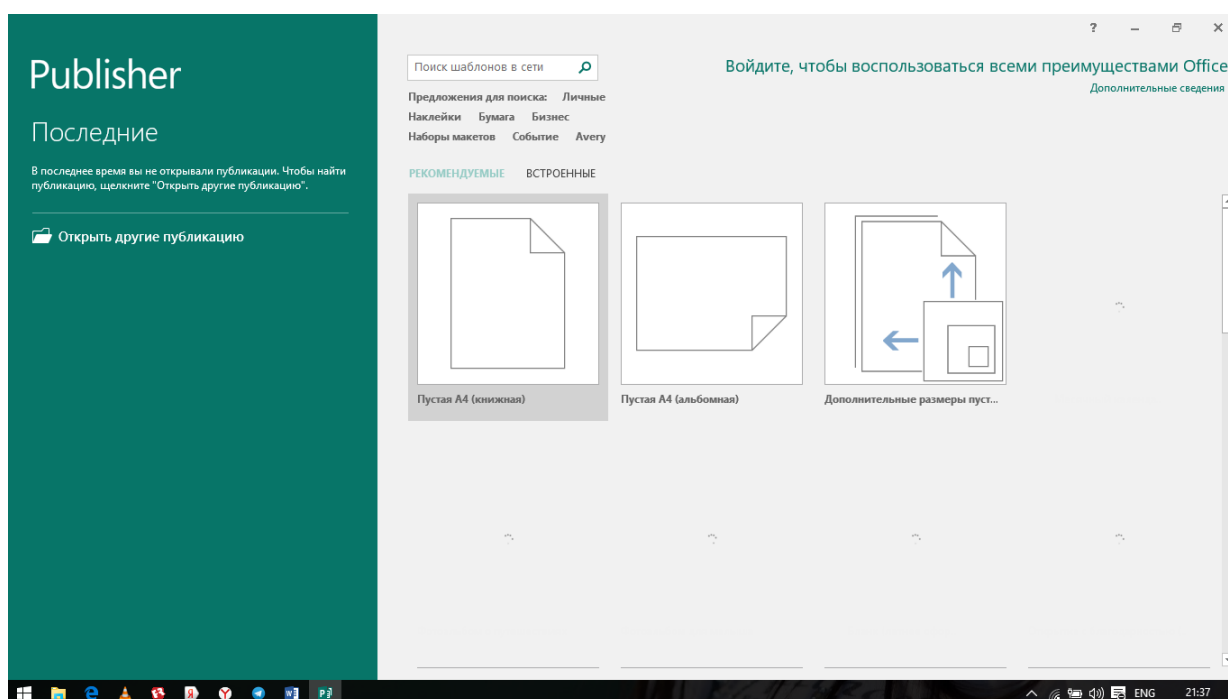 Publisher
Последние
В последнее время вы не открывали публикации. Чтобы найти
публикацию, щелкните "Открыть другие публикацию".
Открыть другие публикацию
Поиск шаблонов в сети
Предложения для поиска: Личные
Наклейки Бумага Бизнес
Наборы макетов Событие Avery
Войдите, чтобы воспользоваться всеми преимуществами Office
Дополнительные сведения
РЕКОМЕНДУЕМЫЕ ВСТРОЕННЫЕ
Пустая A4 (книжная)
Пустая A4 (альбомная)
Дополнительные размеры пуст...
ENG 21:37